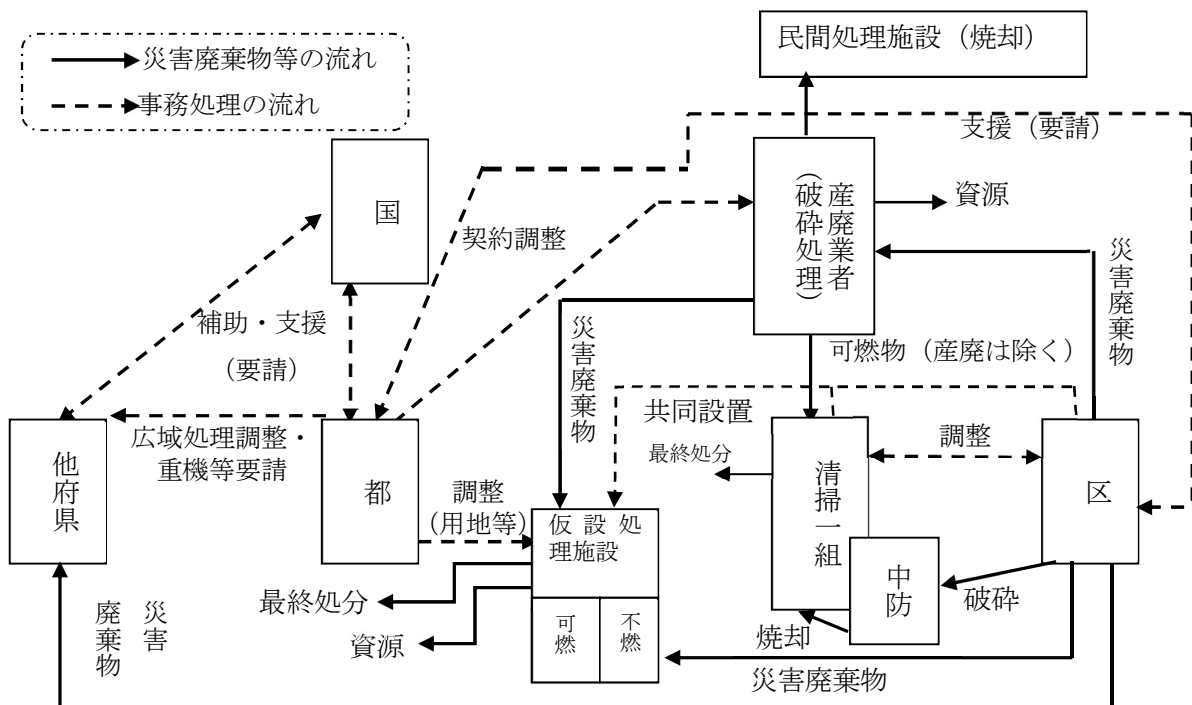 災害廃棄物等の流れ
事務処理の流れ
民間処理施設（焼却）
支援（要請）
国
産廃業者
（破砕処理）
資源
契約調整
災害廃棄物
補助・支援
（要請）
災害廃棄物
可燃物（産廃は除く）
共同設置
広域処理調整・
重機等要請
最終処分
調整
他府県
都
清掃一組
区
調整
（用地等）
仮設処
理施設
中防
破砕
最終処分
資源
可燃
不燃
焼却
災害
廃棄物
災害廃棄物